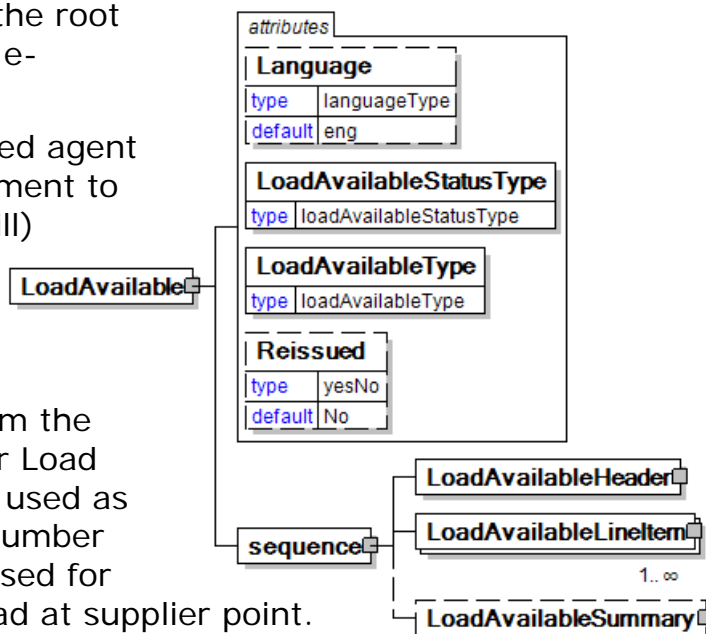 the root
e-
ed agent
ment to
ll)
m the
r Load
used as
umber
sed for
ad at supplier point.
attributes
Language
type languageType
default eng
LoadAvailableStatusType
type loadAvailableStatusType
LoadAvailableType
type loadAvailableType
Reissued
type yesNo
default No
LoadAvailable
sequence
LoadAvailableHeader
LoadAvailableLineItem
1.. ∞
LoadAvailableSummary